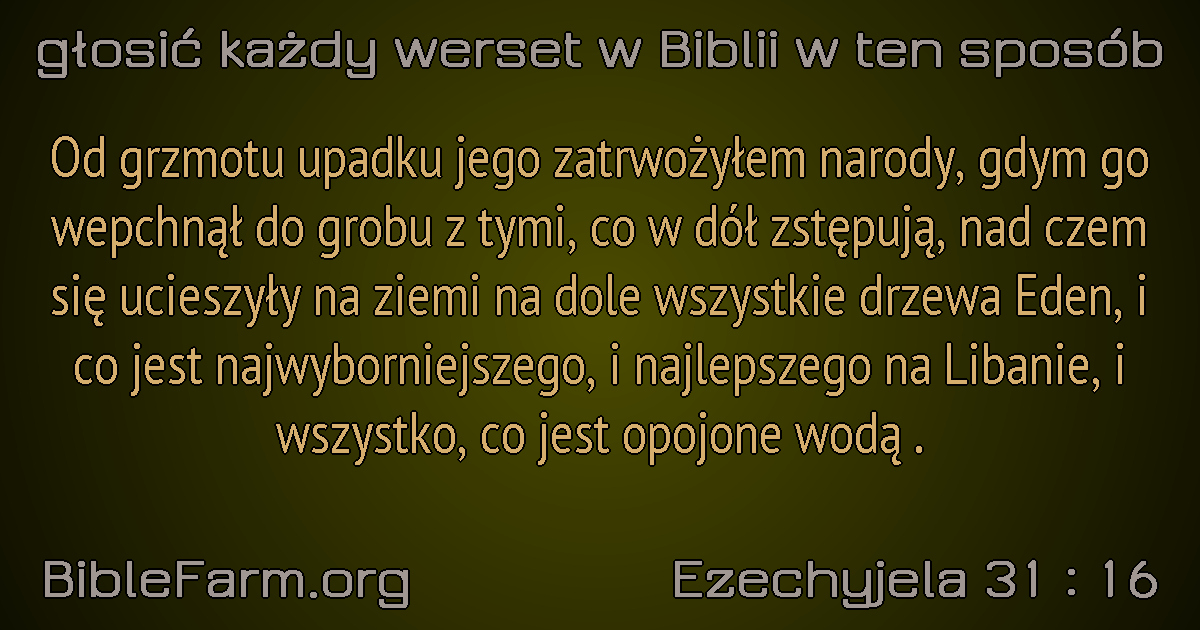 głosić każdy werset w Biblii w ten sposób
Od grzmotu upadku jego zatrwożyłem narody, gdym go
wepchnął do grobu z tymi, co w dół zstępują, nad czem
się ucieszyły na ziemi na dole wszystkie drzewa Eden, i
co jest najwyborniejszego, i najlepszego na Libanie, i
wszystko, co jest opojone wodą .
BibleFarm.org
Ezechyjela 31 : 16